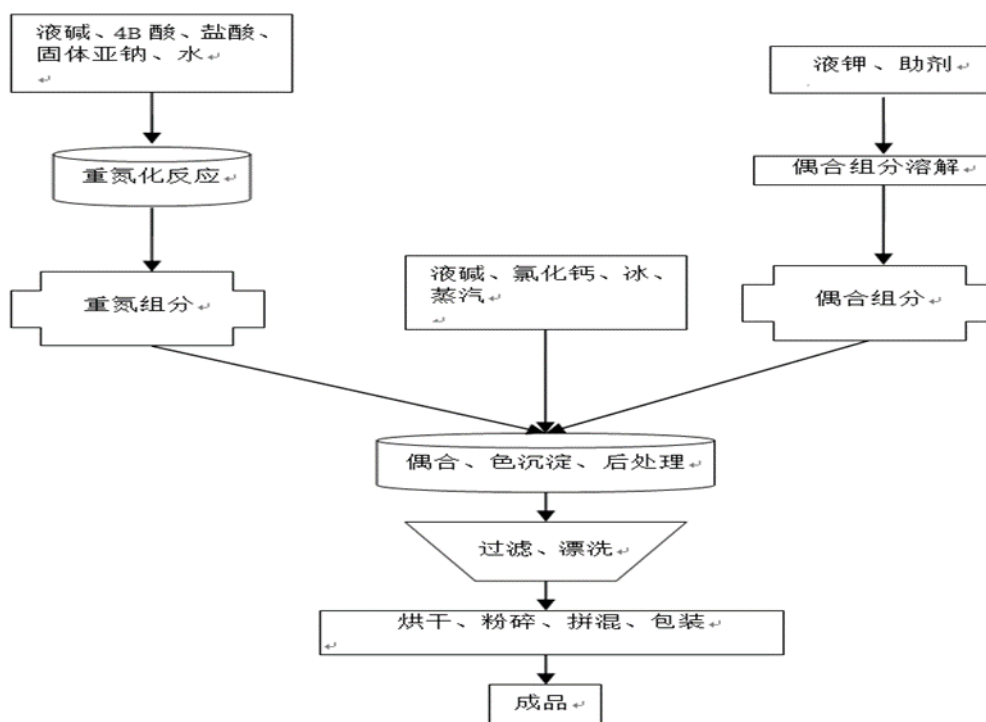 液碱、4B 酸、盐酸、
固体亚钠、水
液钾、助剂
重氮化反应
偶合组分溶解
液碱、氯化钙、冰、
蒸汽
重氮组分
偶合组分
偶合、色沉淀、后处理
过滤、漂洗
烘干、粉碎、拼混、包装
成品